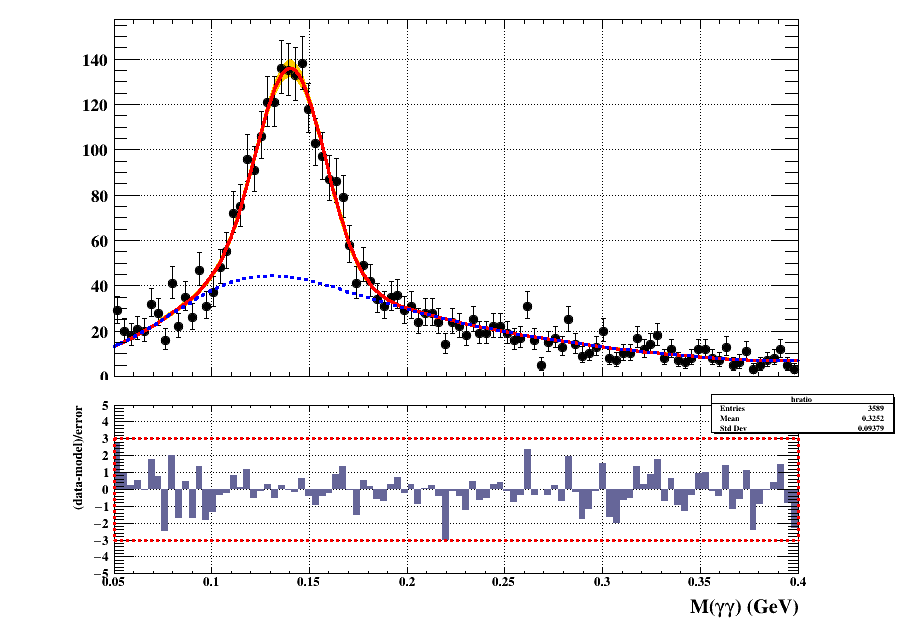 140
120
100
80
60
40
20
0
hratio
Entries 3589
Mean 0.3252
Std Dev 0.09379
(data-model)/error
5
4
3
2
1
0
−1
−2
−3
−4
−5
0.05 0.1 0.15 0.2 0.25 0.3 0.35 0.4
M(γγ) (GeV)